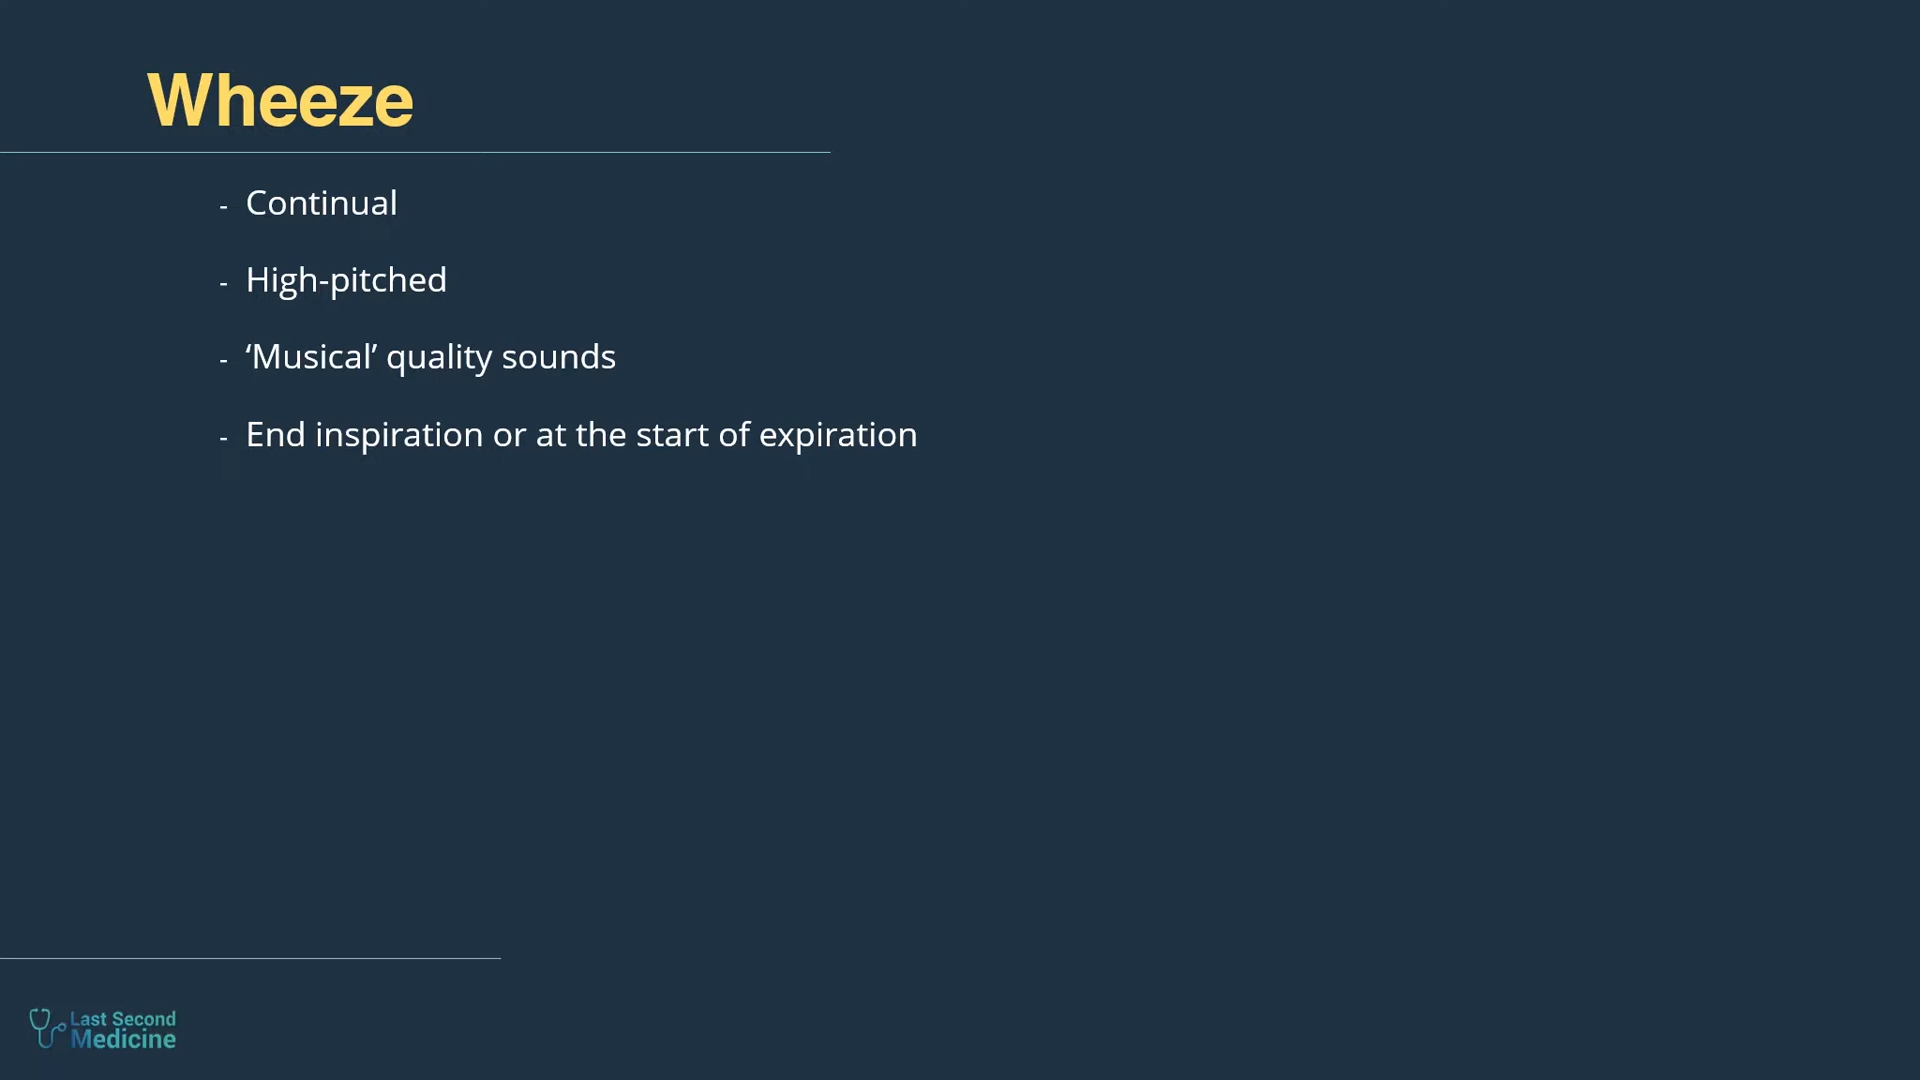 Wheeze
- Continual
- High-pitched
- ‘Musical’ quality sounds
- End inspiration or at the start of expiration
Last Second
Medicine